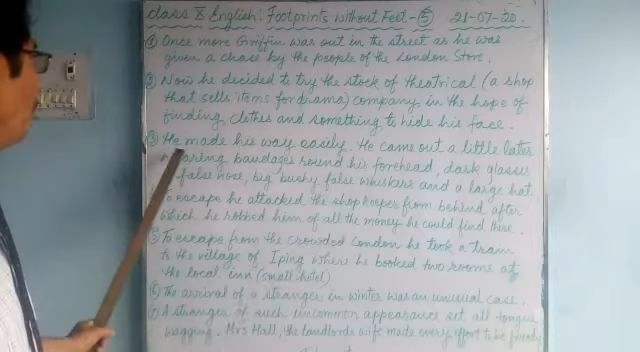 class X English: Footprints without Feet - 5 21-07-20.
① Once more Griffin was out in the street as he was
given a chase by the people of the London Store.
② Now he decided to try the stock of theatrical (a shop
that sells items for drama) company in the hope of
finding clothes and something to hide his face.
③ He made his way easily. He came out a little later
bandages round his forehead, dark glasses
false nose, big bushy false whiskers and a large hat
escape he attacked the shopkeeper from behind after
which he robbed him of all the money he could find there.
⑤ To escape from the crowded London he took a train
to the village of Iping where he booked two rooms at
the local inn (small hotel)
⑥ The arrival of a stranger in winter was an unusual case.
⑦ A stranger of such uncommon appearance set all tongues
wagging. Mrs Hall, the landlords wife made every effort to be friendly